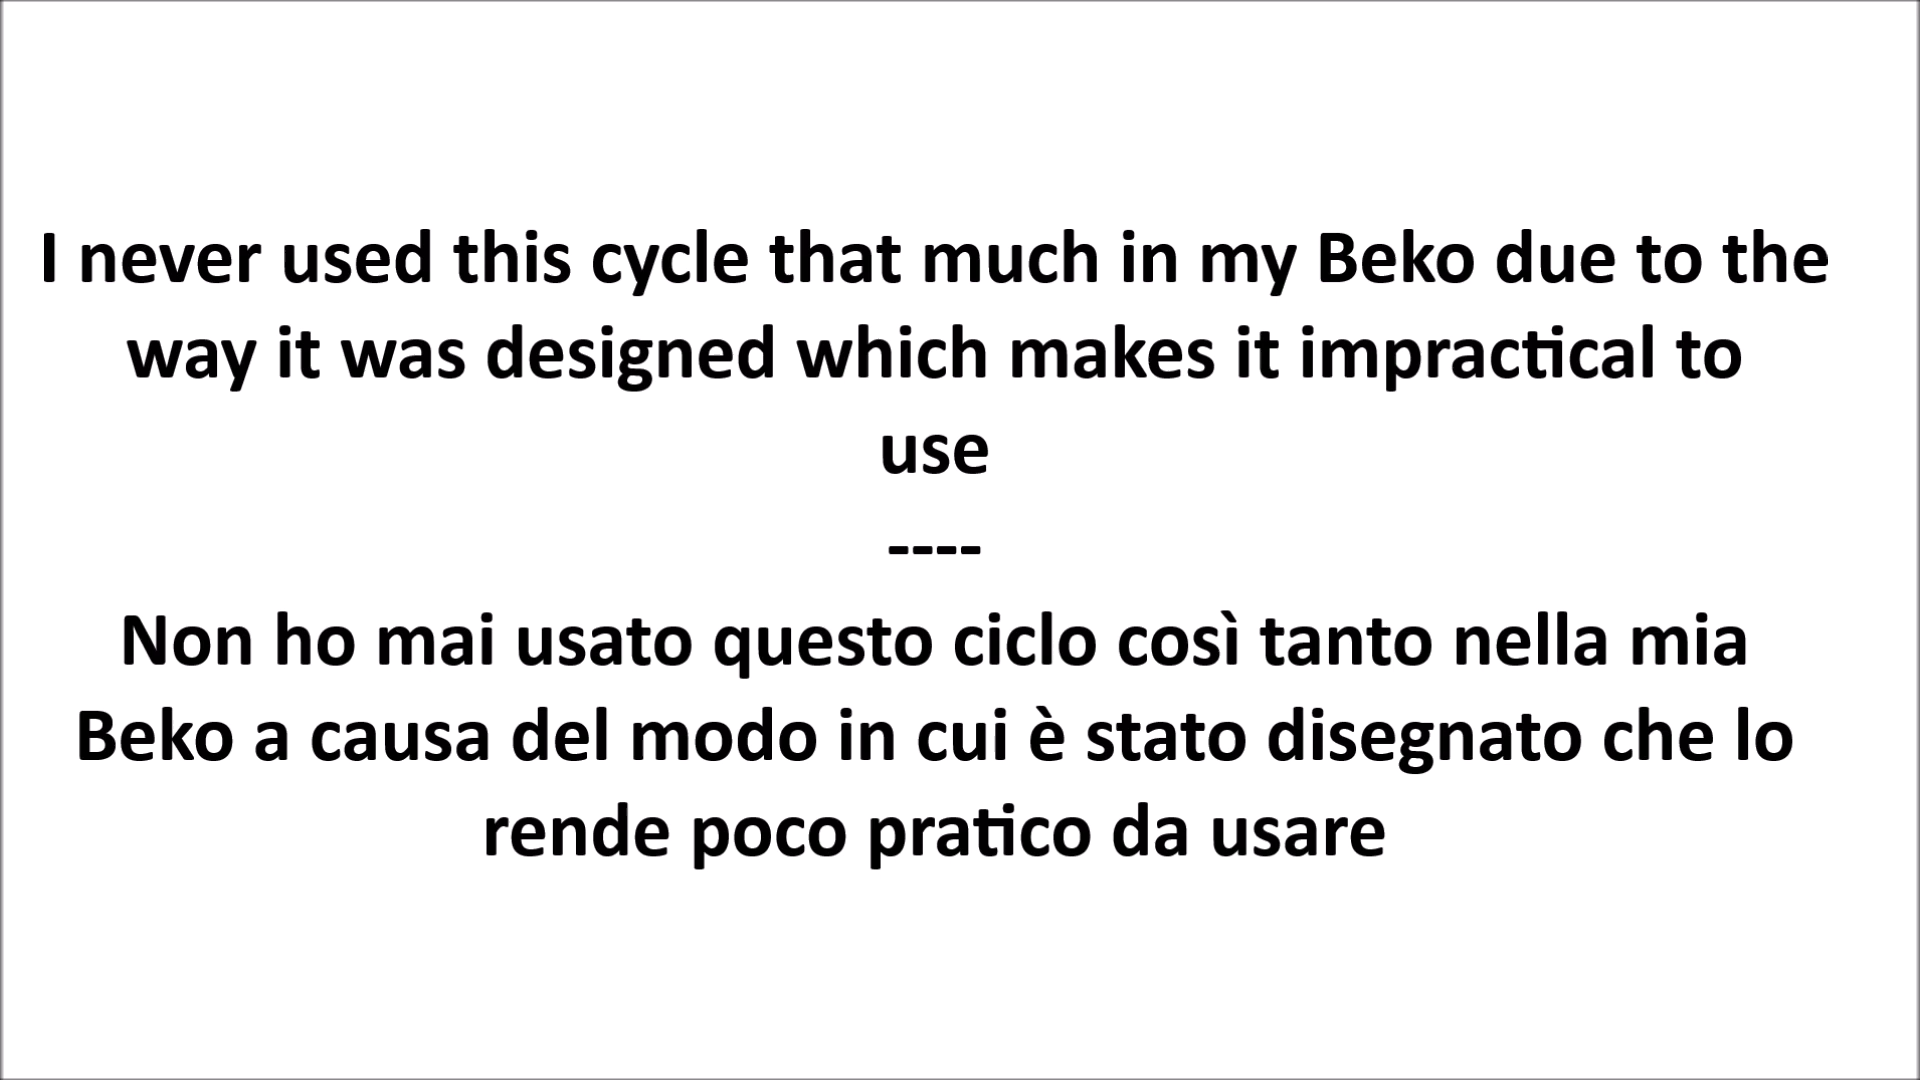 I never used this cycle that much in my Beko due to the
way it was designed which makes it impractical to
use
----
Non ho mai usato questo ciclo così tanto nella mia
Beko a causa del modo in cui è stato disegnato che lo
rende poco pratico da usare